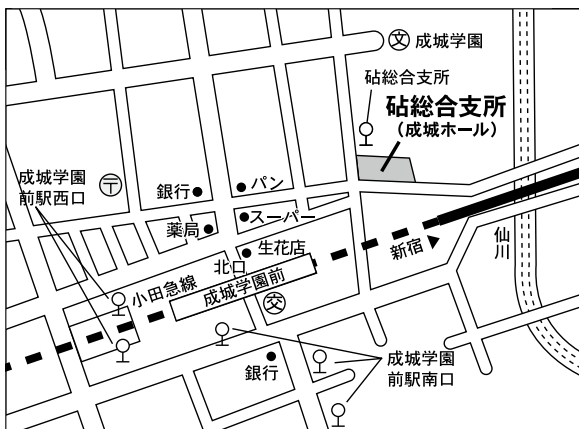 文
成城学園
砧総合支所
砧総合支所
(成城ホール)
成城学園
前駅西口
〒
銀行
パン
スーパー
薬局
生花店
北口
仙川
新宿
小田急線
成城学園前
交
銀行
成城学園
前駅南口